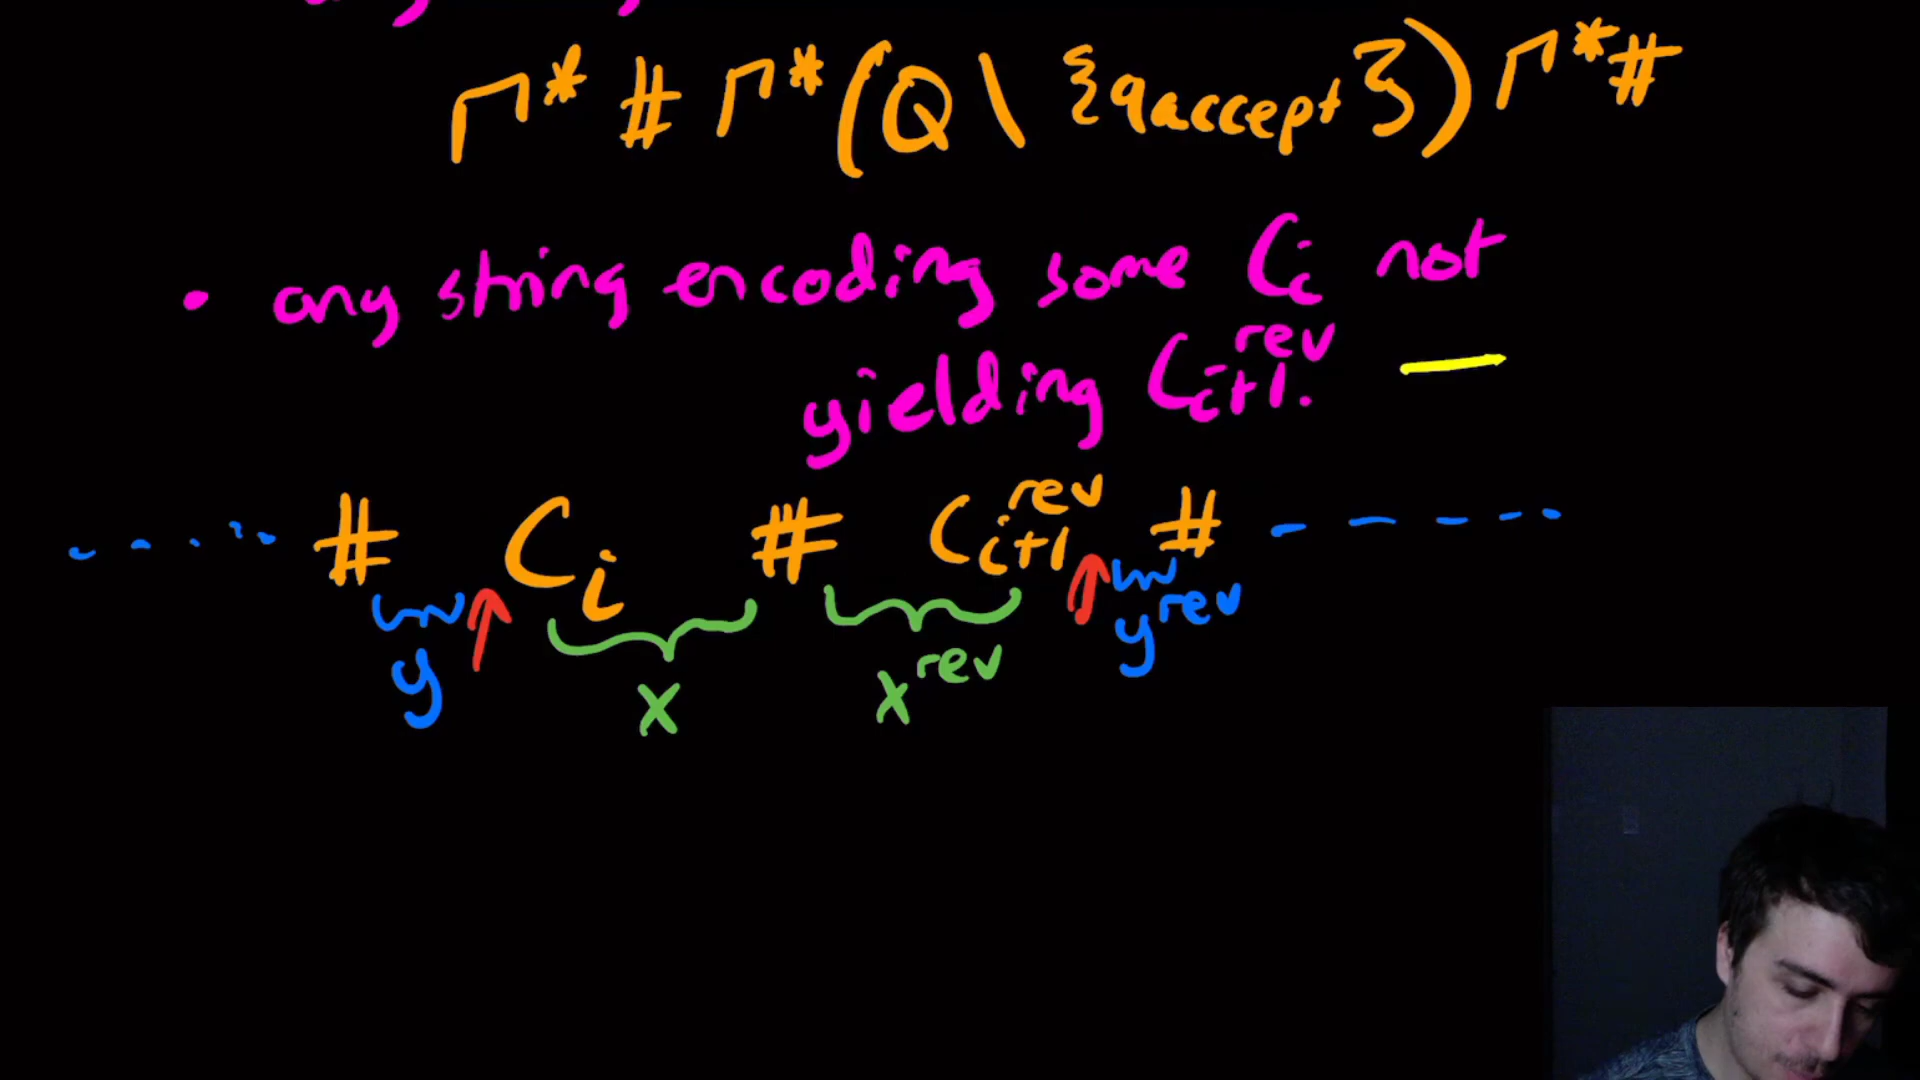 Γ* # Γ* (Q \ {qaccept}) Γ* #
• any string encoding some Cᵢ not
yielding Cᵢ₊₁ʳᵉᵛ.
# Cᵢ # Cᵢ₊₁ʳᵉᵛ #
y x xʳᵉᵛ yʳᵉᵛ